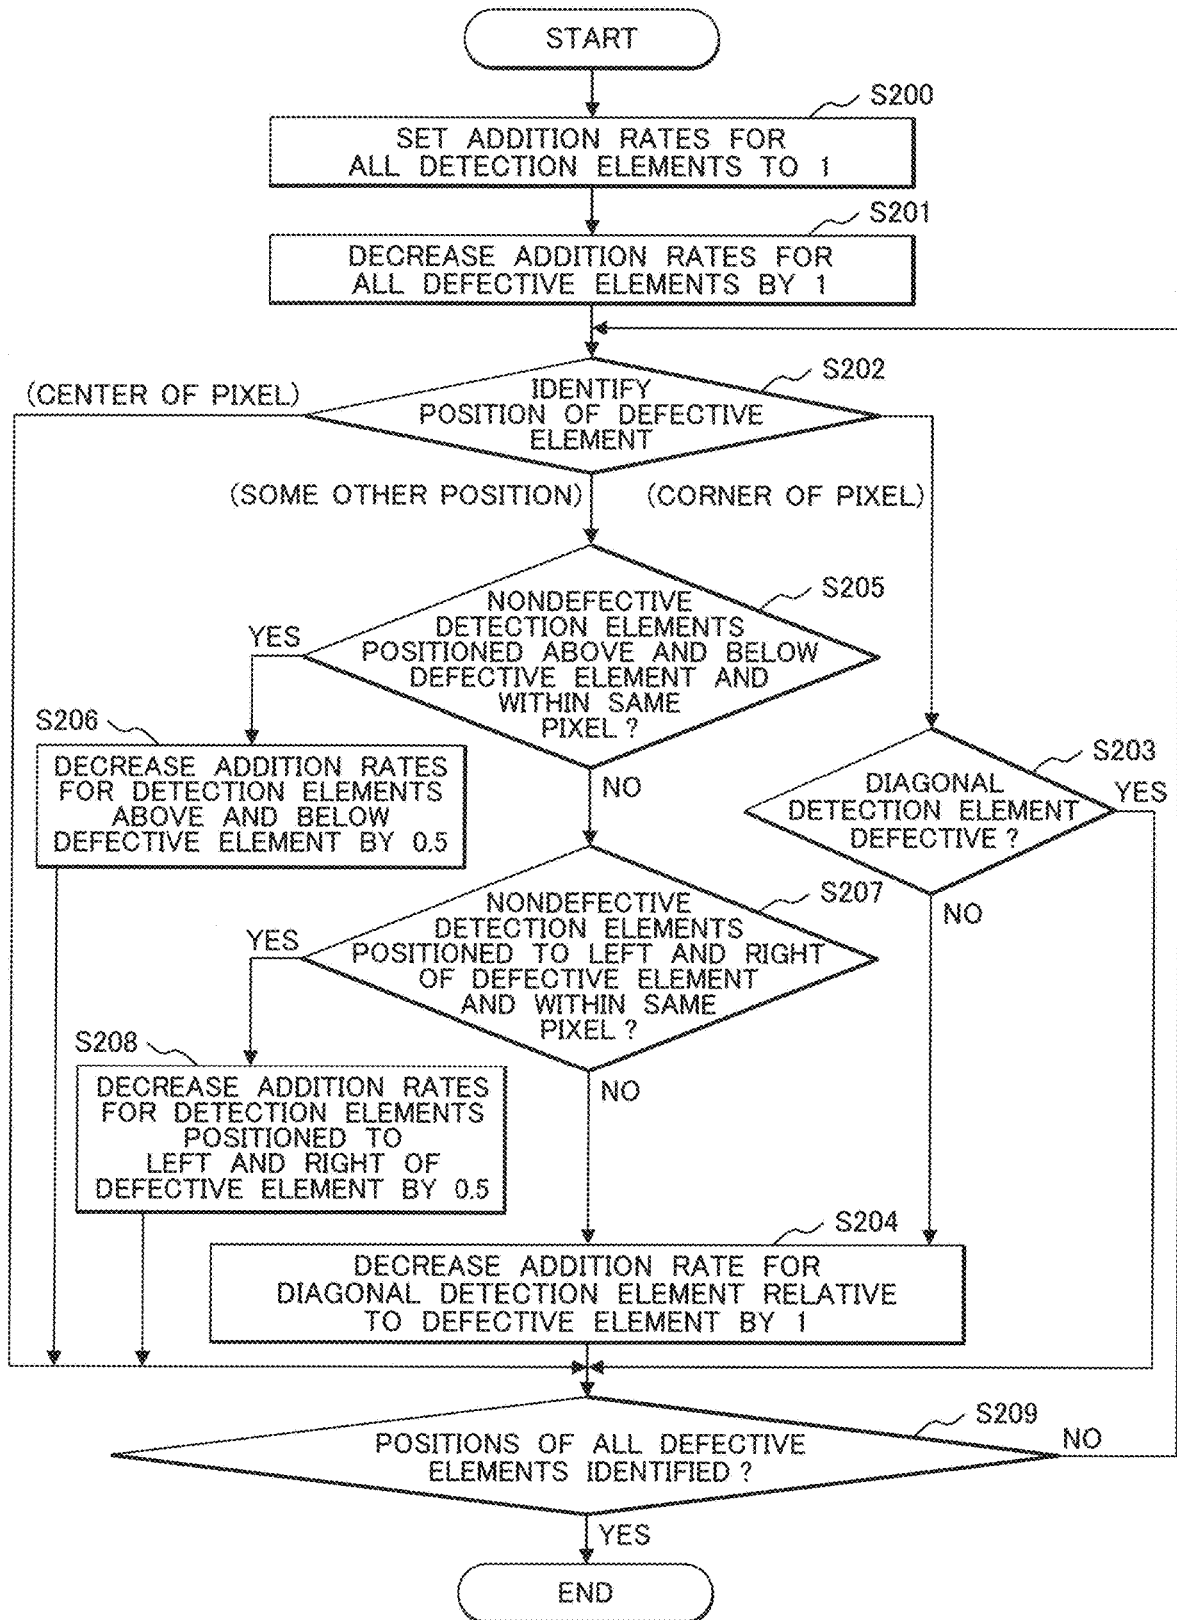 START
S200
SET ADDITION RATES FOR
ALL DETECTION ELEMENTS TO 1
S201
DECREASE ADDITION RATES FOR
ALL DEFECTIVE ELEMENTS BY 1
S202
(CENTER OF PIXEL)
IDENTIFY
POSITION OF DEFECTIVE
ELEMENT
(SOME OTHER POSITION)
(CORNER OF PIXEL)
S205
NONDEFECTIVE
DETECTION ELEMENTS
POSITIONED ABOVE AND BELOW
DEFECTIVE ELEMENT AND
WITHIN SAME
PIXEL ?
YES
NO
S206
DECREASE ADDITION RATES
FOR DETECTION ELEMENTS
ABOVE AND BELOW
DEFECTIVE ELEMENT BY 0.5
S203
DIAGONAL
DETECTION ELEMENT
DEFECTIVE ?
YES
NO
S207
NONDEFECTIVE
DETECTION ELEMENTS
POSITIONED TO LEFT AND RIGHT
OF DEFECTIVE ELEMENT
AND WITHIN SAME
PIXEL ?
YES
NO
S208
DECREASE ADDITION RATES
FOR DETECTION ELEMENTS
POSITIONED TO
LEFT AND RIGHT OF
DEFECTIVE ELEMENT BY 0.5
S204
DECREASE ADDITION RATE FOR
DIAGONAL DETECTION ELEMENT RELATIVE
TO DEFECTIVE ELEMENT BY 1
S209
POSITIONS OF ALL DEFECTIVE
ELEMENTS IDENTIFIED ?
NO
YES
END